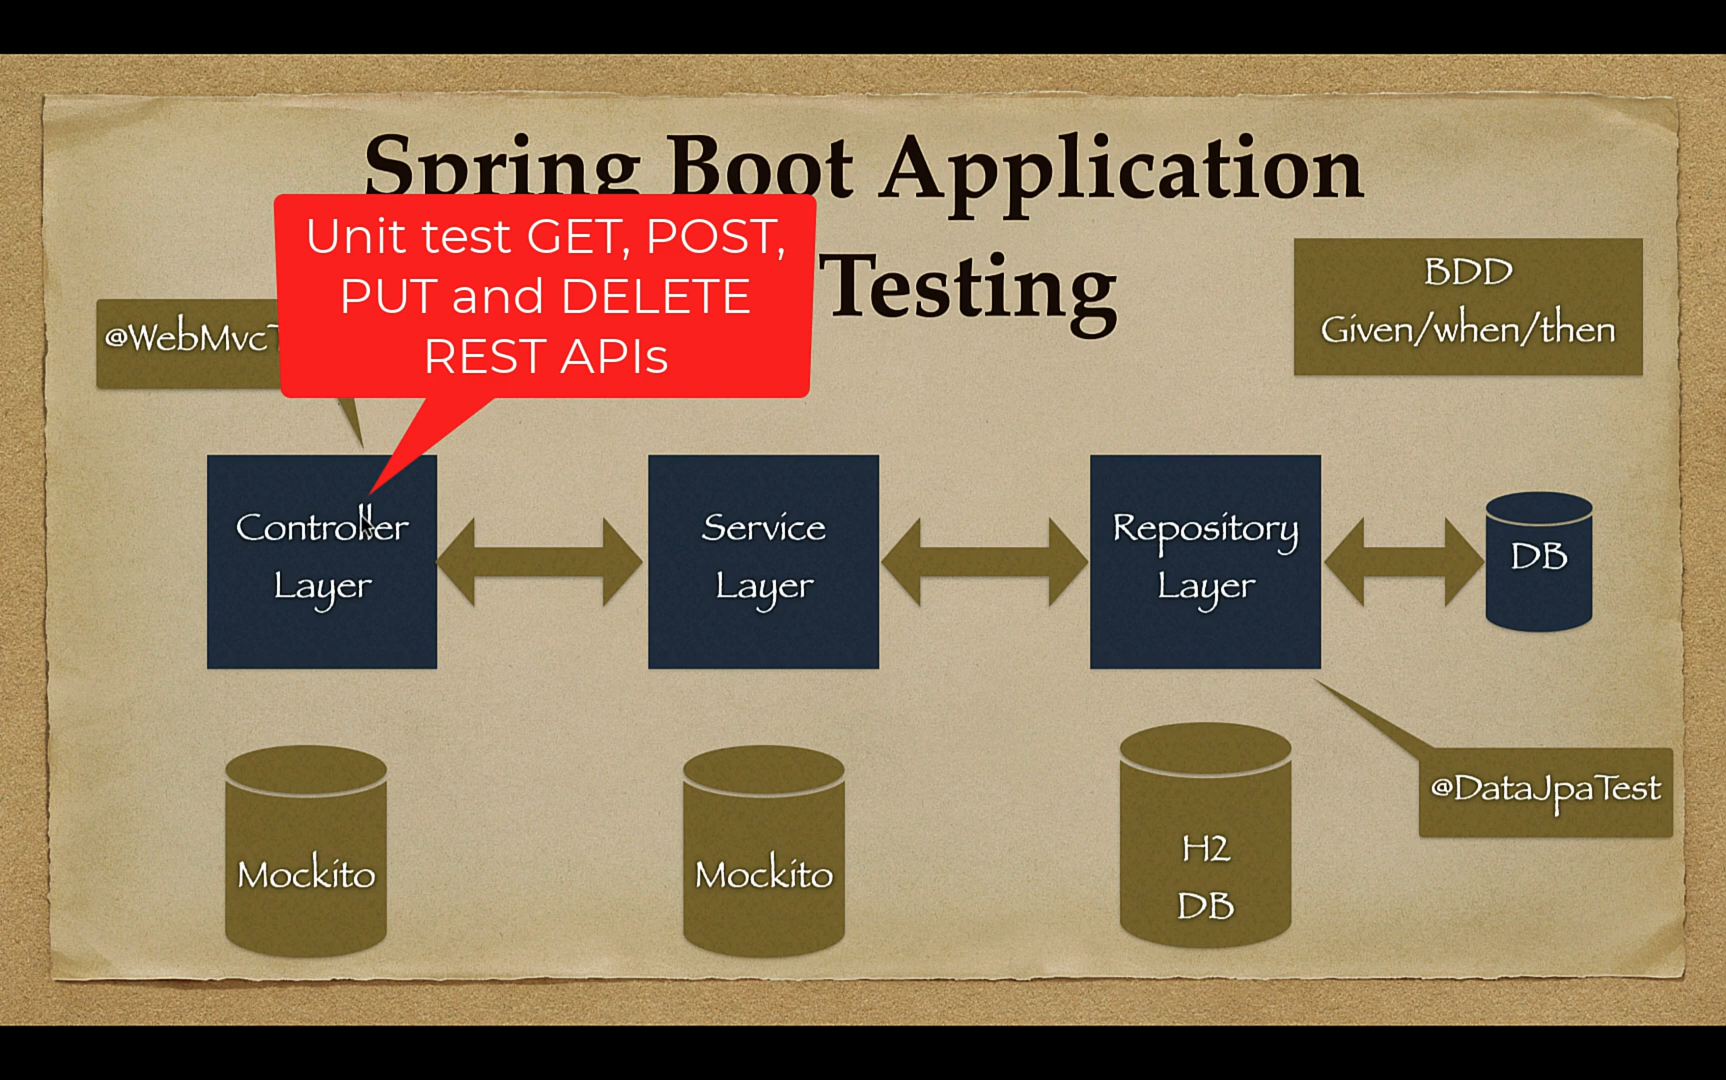 Spring Boot Application
Testing
Unit test GET, POST,
PUT and DELETE
REST APIs
BDD
Given/when/then
Controller
Layer
Service
Layer
Repository
Layer
DB
@DataJpaTest
Mockito
Mockito
H2
DB